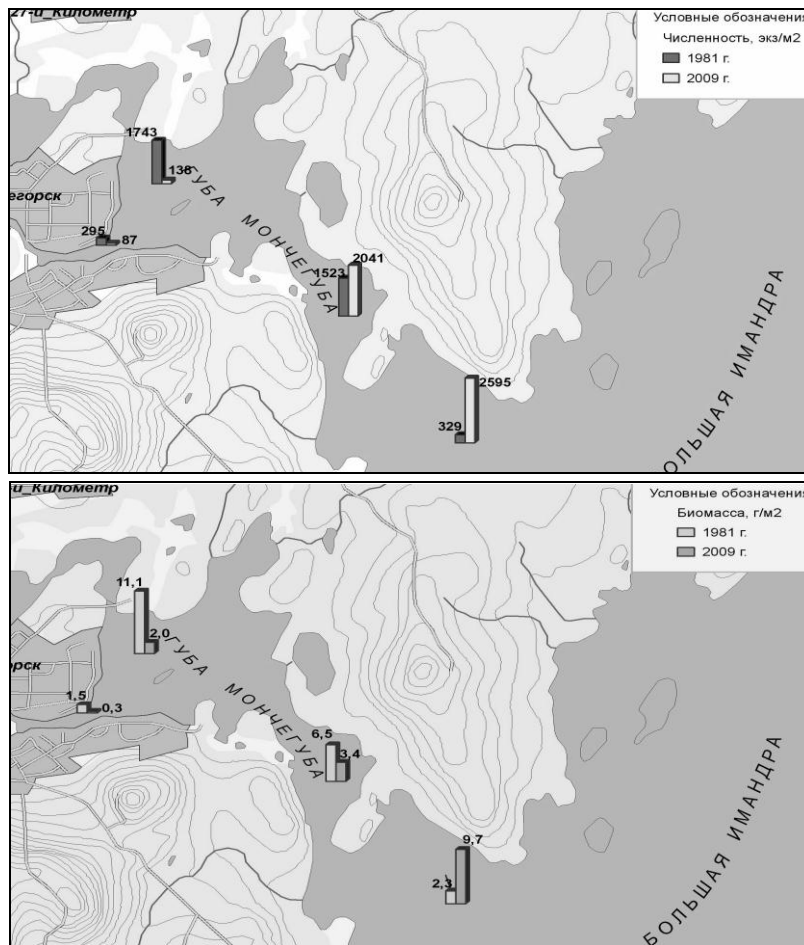 27-й_Километр
Условные обозначения
Численность, экз/м2
1981 г.
2009 г.
1743
138
егорск
295
87
ГУБА МОНЧЕГУБА
2041
1523
2595
329
ОЛЬШАЯ ИМАНДРА
-й_Километр
Условные обозначения
Биомасса, г/м2
1981 г.
2009 г.
11,1
2,0
орск
1,5
0,3
ГУБА МОНЧЕГУБА
6,5
3,4
9,7
2,3
БОЛЬШАЯ ИМАНДРА